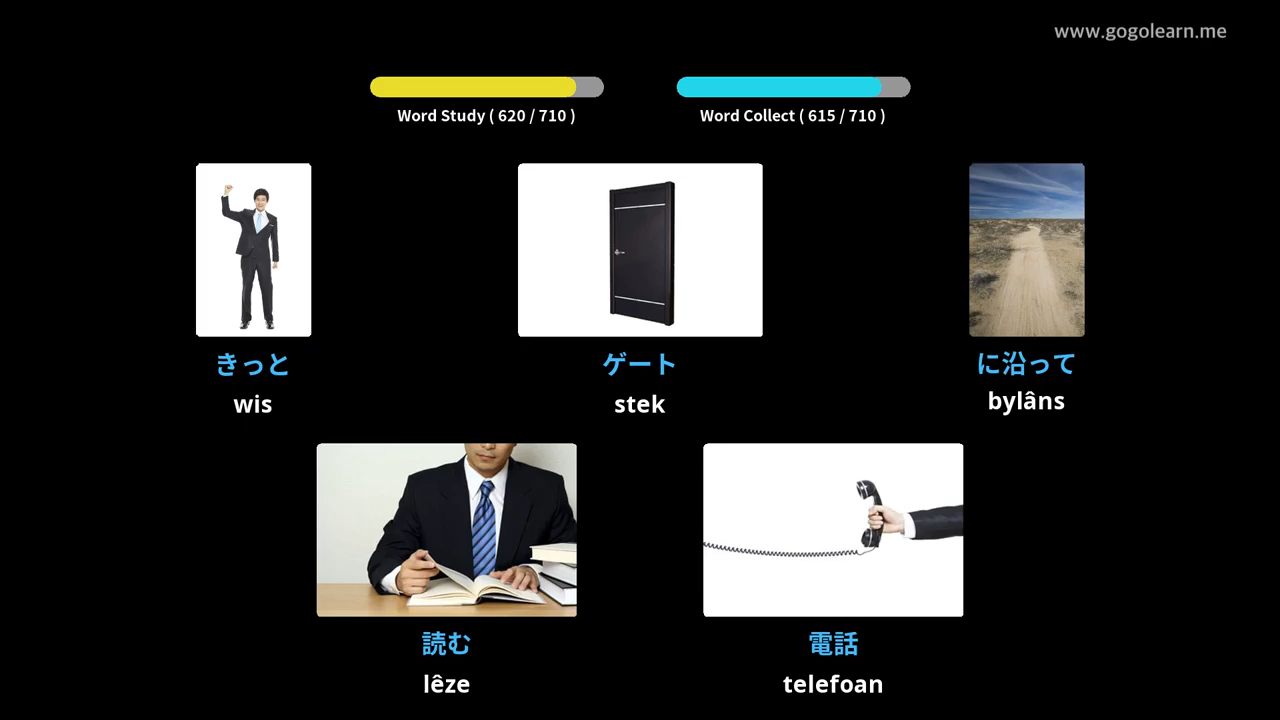 www.gogolearn.me
Word Study ( 620 / 710 )
Word Collect ( 615 / 710 )
きっと
wis
ゲート
stek
に沿って
bylâns
読む
lêze
電話
telefoan